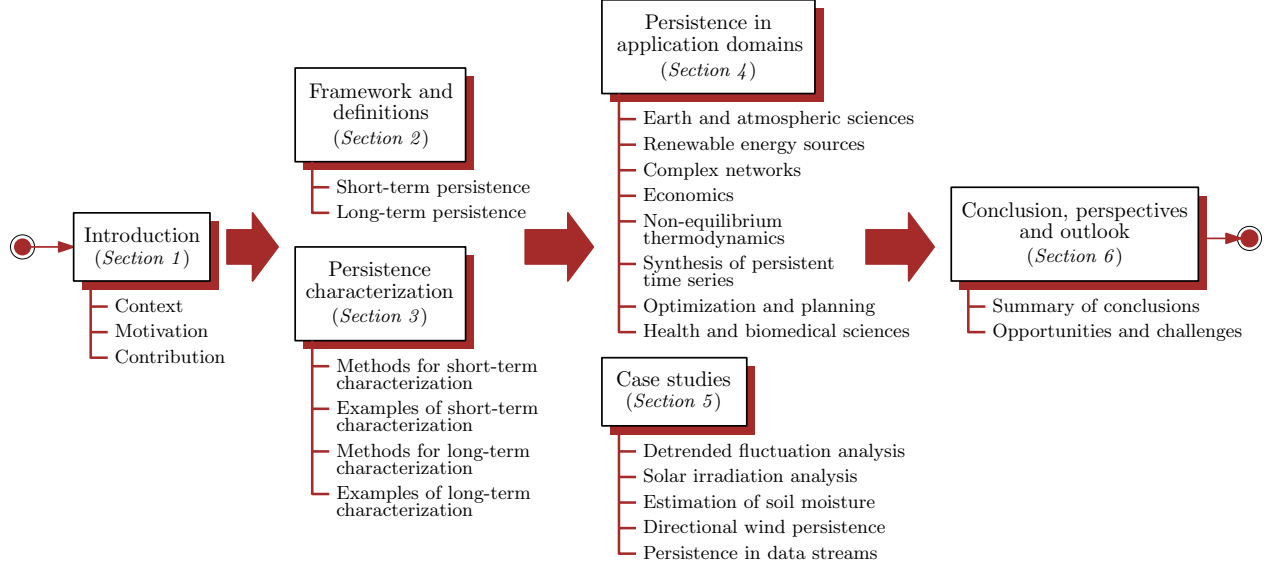 Introduction
(Section 1)
Context
Motivation
Contribution
Framework and
definitions
(Section 2)
Short-term persistence
Long-term persistence
Persistence
characterization
(Section 3)
Methods for short-term
characterization
Examples of short-term
characterization
Methods for long-term
characterization
Examples of long-term
characterization
Persistence in
application domains
(Section 4)
Earth and atmospheric sciences
Renewable energy sources
Complex networks
Economics
Non-equilibrium
thermodynamics
Synthesis of persistent
time series
Optimization and planning
Health and biomedical sciences
Case studies
(Section 5)
Detrended fluctuation analysis
Solar irradiation analysis
Estimation of soil moisture
Directional wind persistence
Persistence in data streams
Conclusion, perspectives
and outlook
(Section 6)
Summary of conclusions
Opportunities and challenges